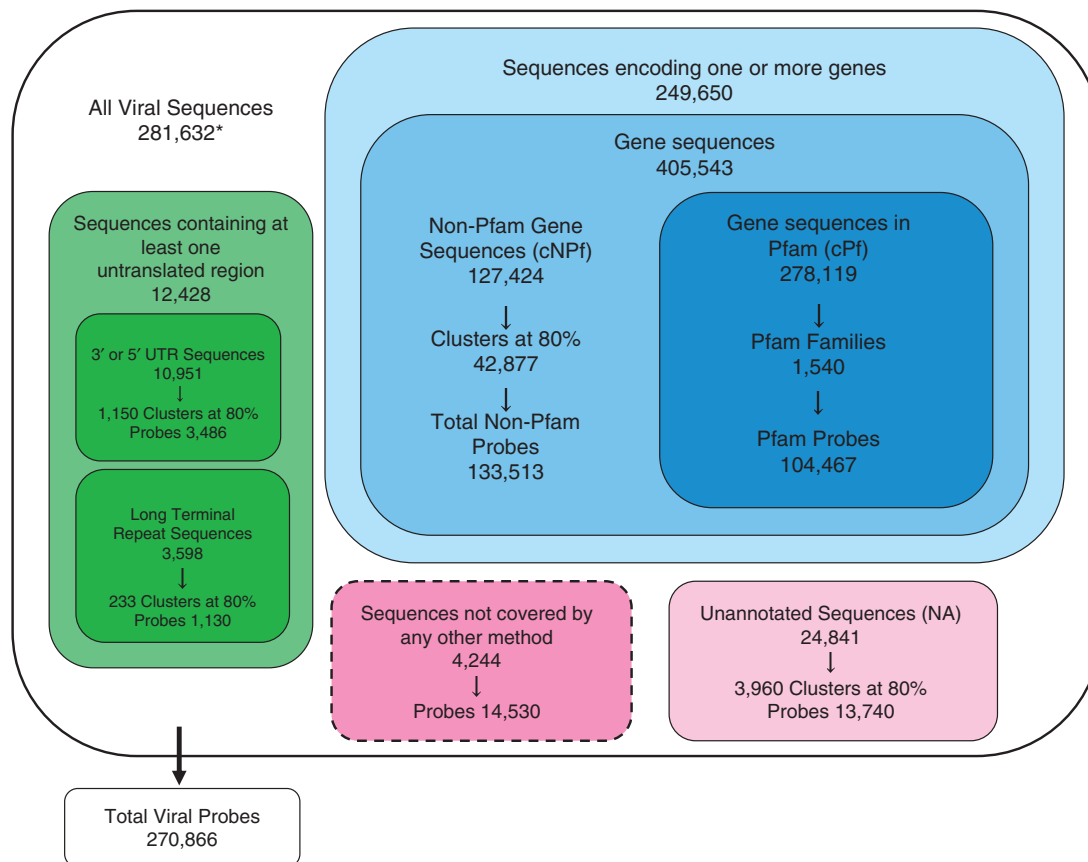 All Viral Sequences
281,632*
Sequences encoding one or more genes
249,650
Gene sequences
405,543
Non-Pfam Gene
Sequences (cNPf)
127,424
↓
Clusters at 80%
42,877
↓
Total Non-Pfam
Probes
133,513
Gene sequences in
Pfam (cPf)
278,119
↓
Pfam Families
1,540
↓
Pfam Probes
104,467
Sequences containing at
least one
untranslated region
12,428
3′ or 5′ UTR Sequences
10,951
↓
1,150 Clusters at 80%
Probes 3,486
Long Terminal
Repeat Sequences
3,598
↓
233 Clusters at 80%
Probes 1,130
Sequences not covered by
any other method
4,244
↓
Probes 14,530
Unannotated Sequences (NA)
24,841
↓
3,960 Clusters at 80%
Probes 13,740
Total Viral Probes
270,866